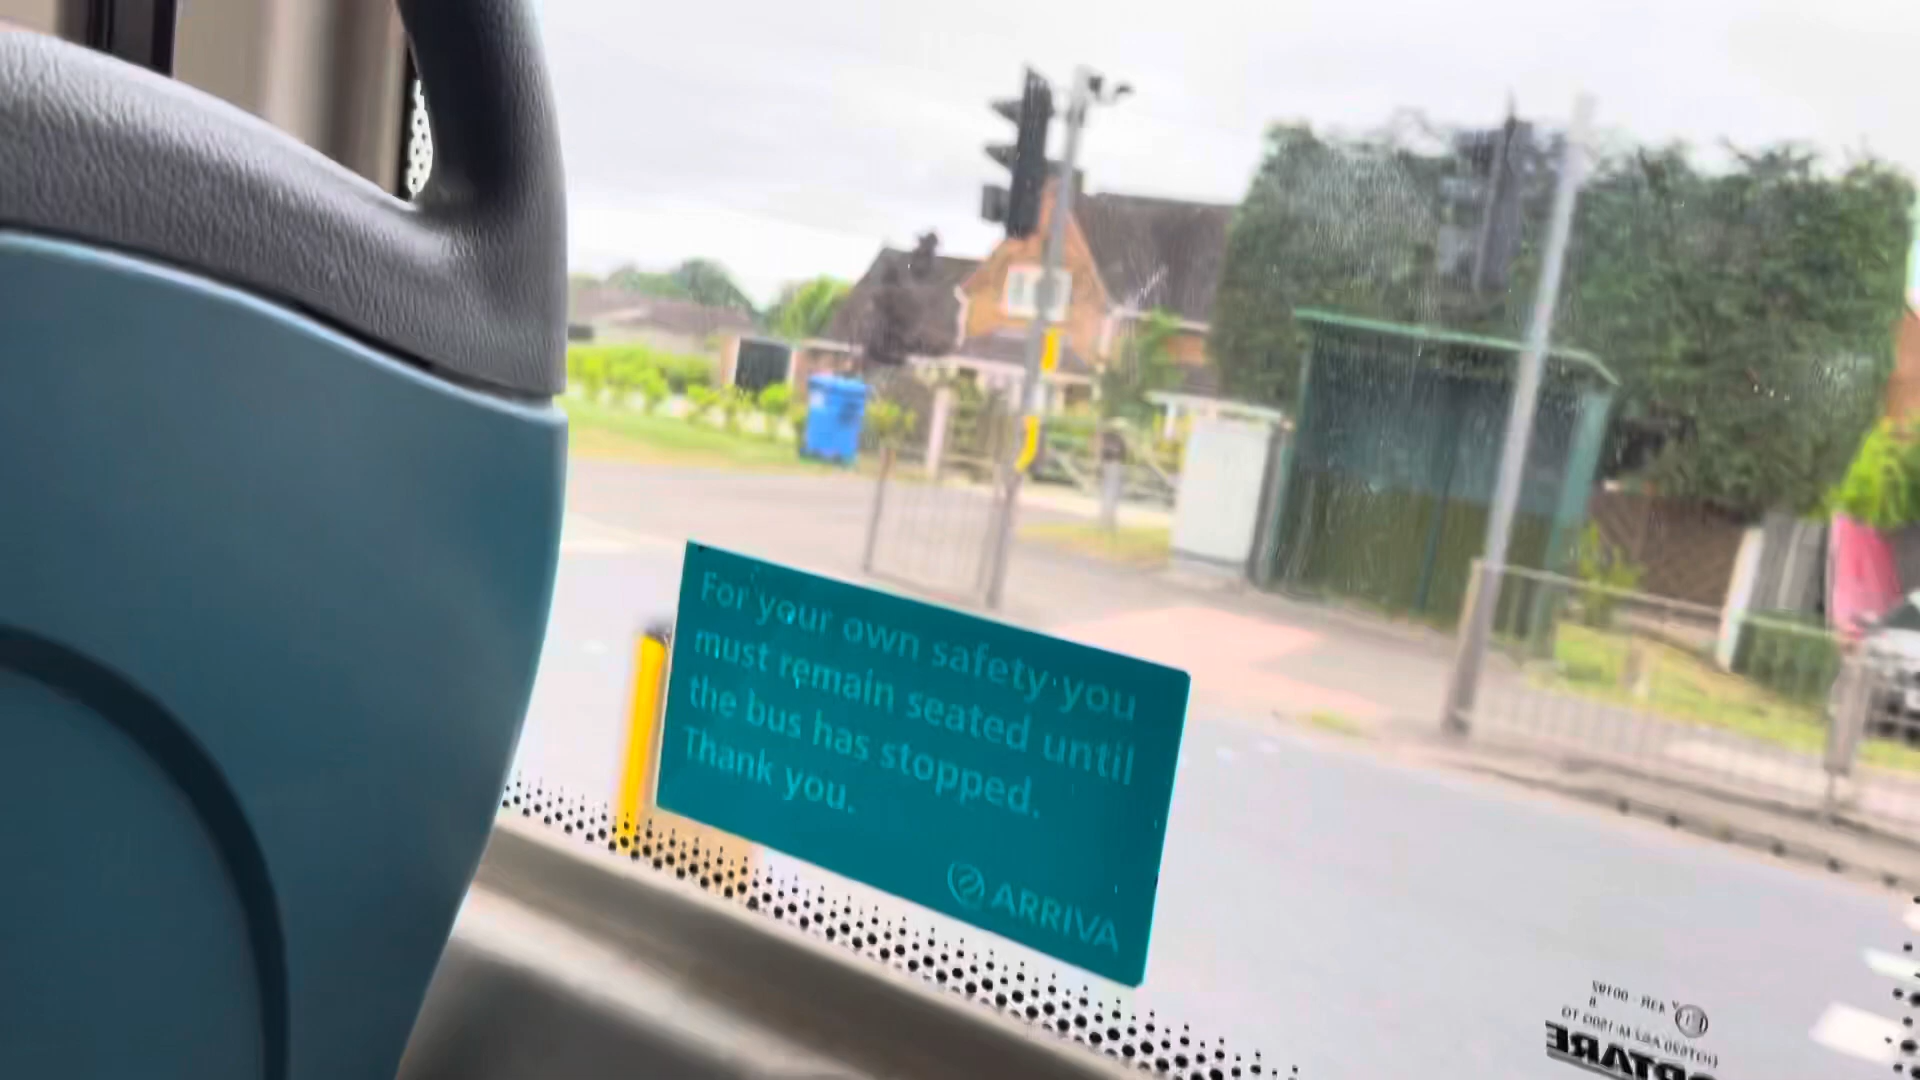 For your own safety you
must remain seated until
the bus has stopped.
Thank you.
ARRIVA